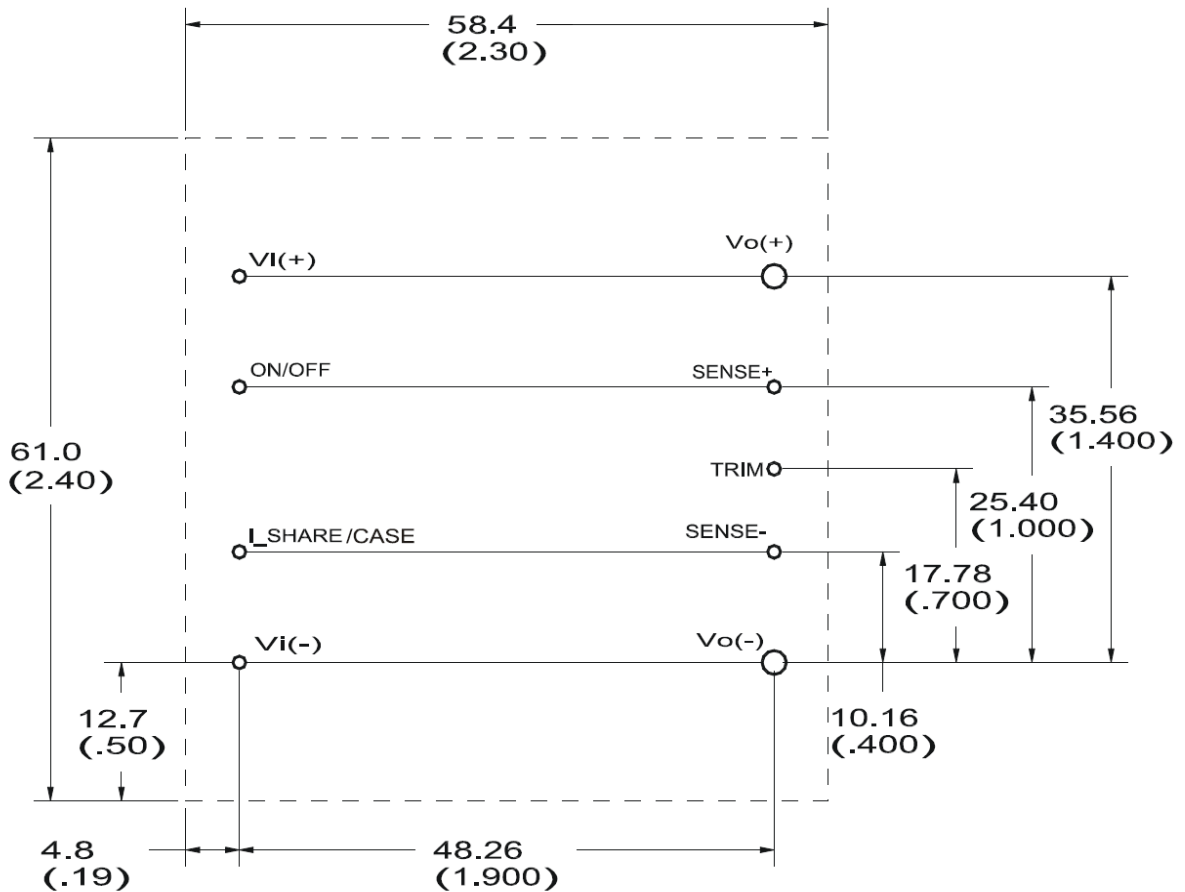 58.4
(2.30)
Vo(+)
VI(+)
ON/OFF
SENSE+
35.56
(1.400)
61.0
(2.40)
TRIM
25.40
(1.000)
I_SHARE/CASE
SENSE-
17.78
(.700)
Vi(-)
Vo(-)
12.7
(.50)
10.16
(.400)
4.8
(.19)
48.26
(1.900)